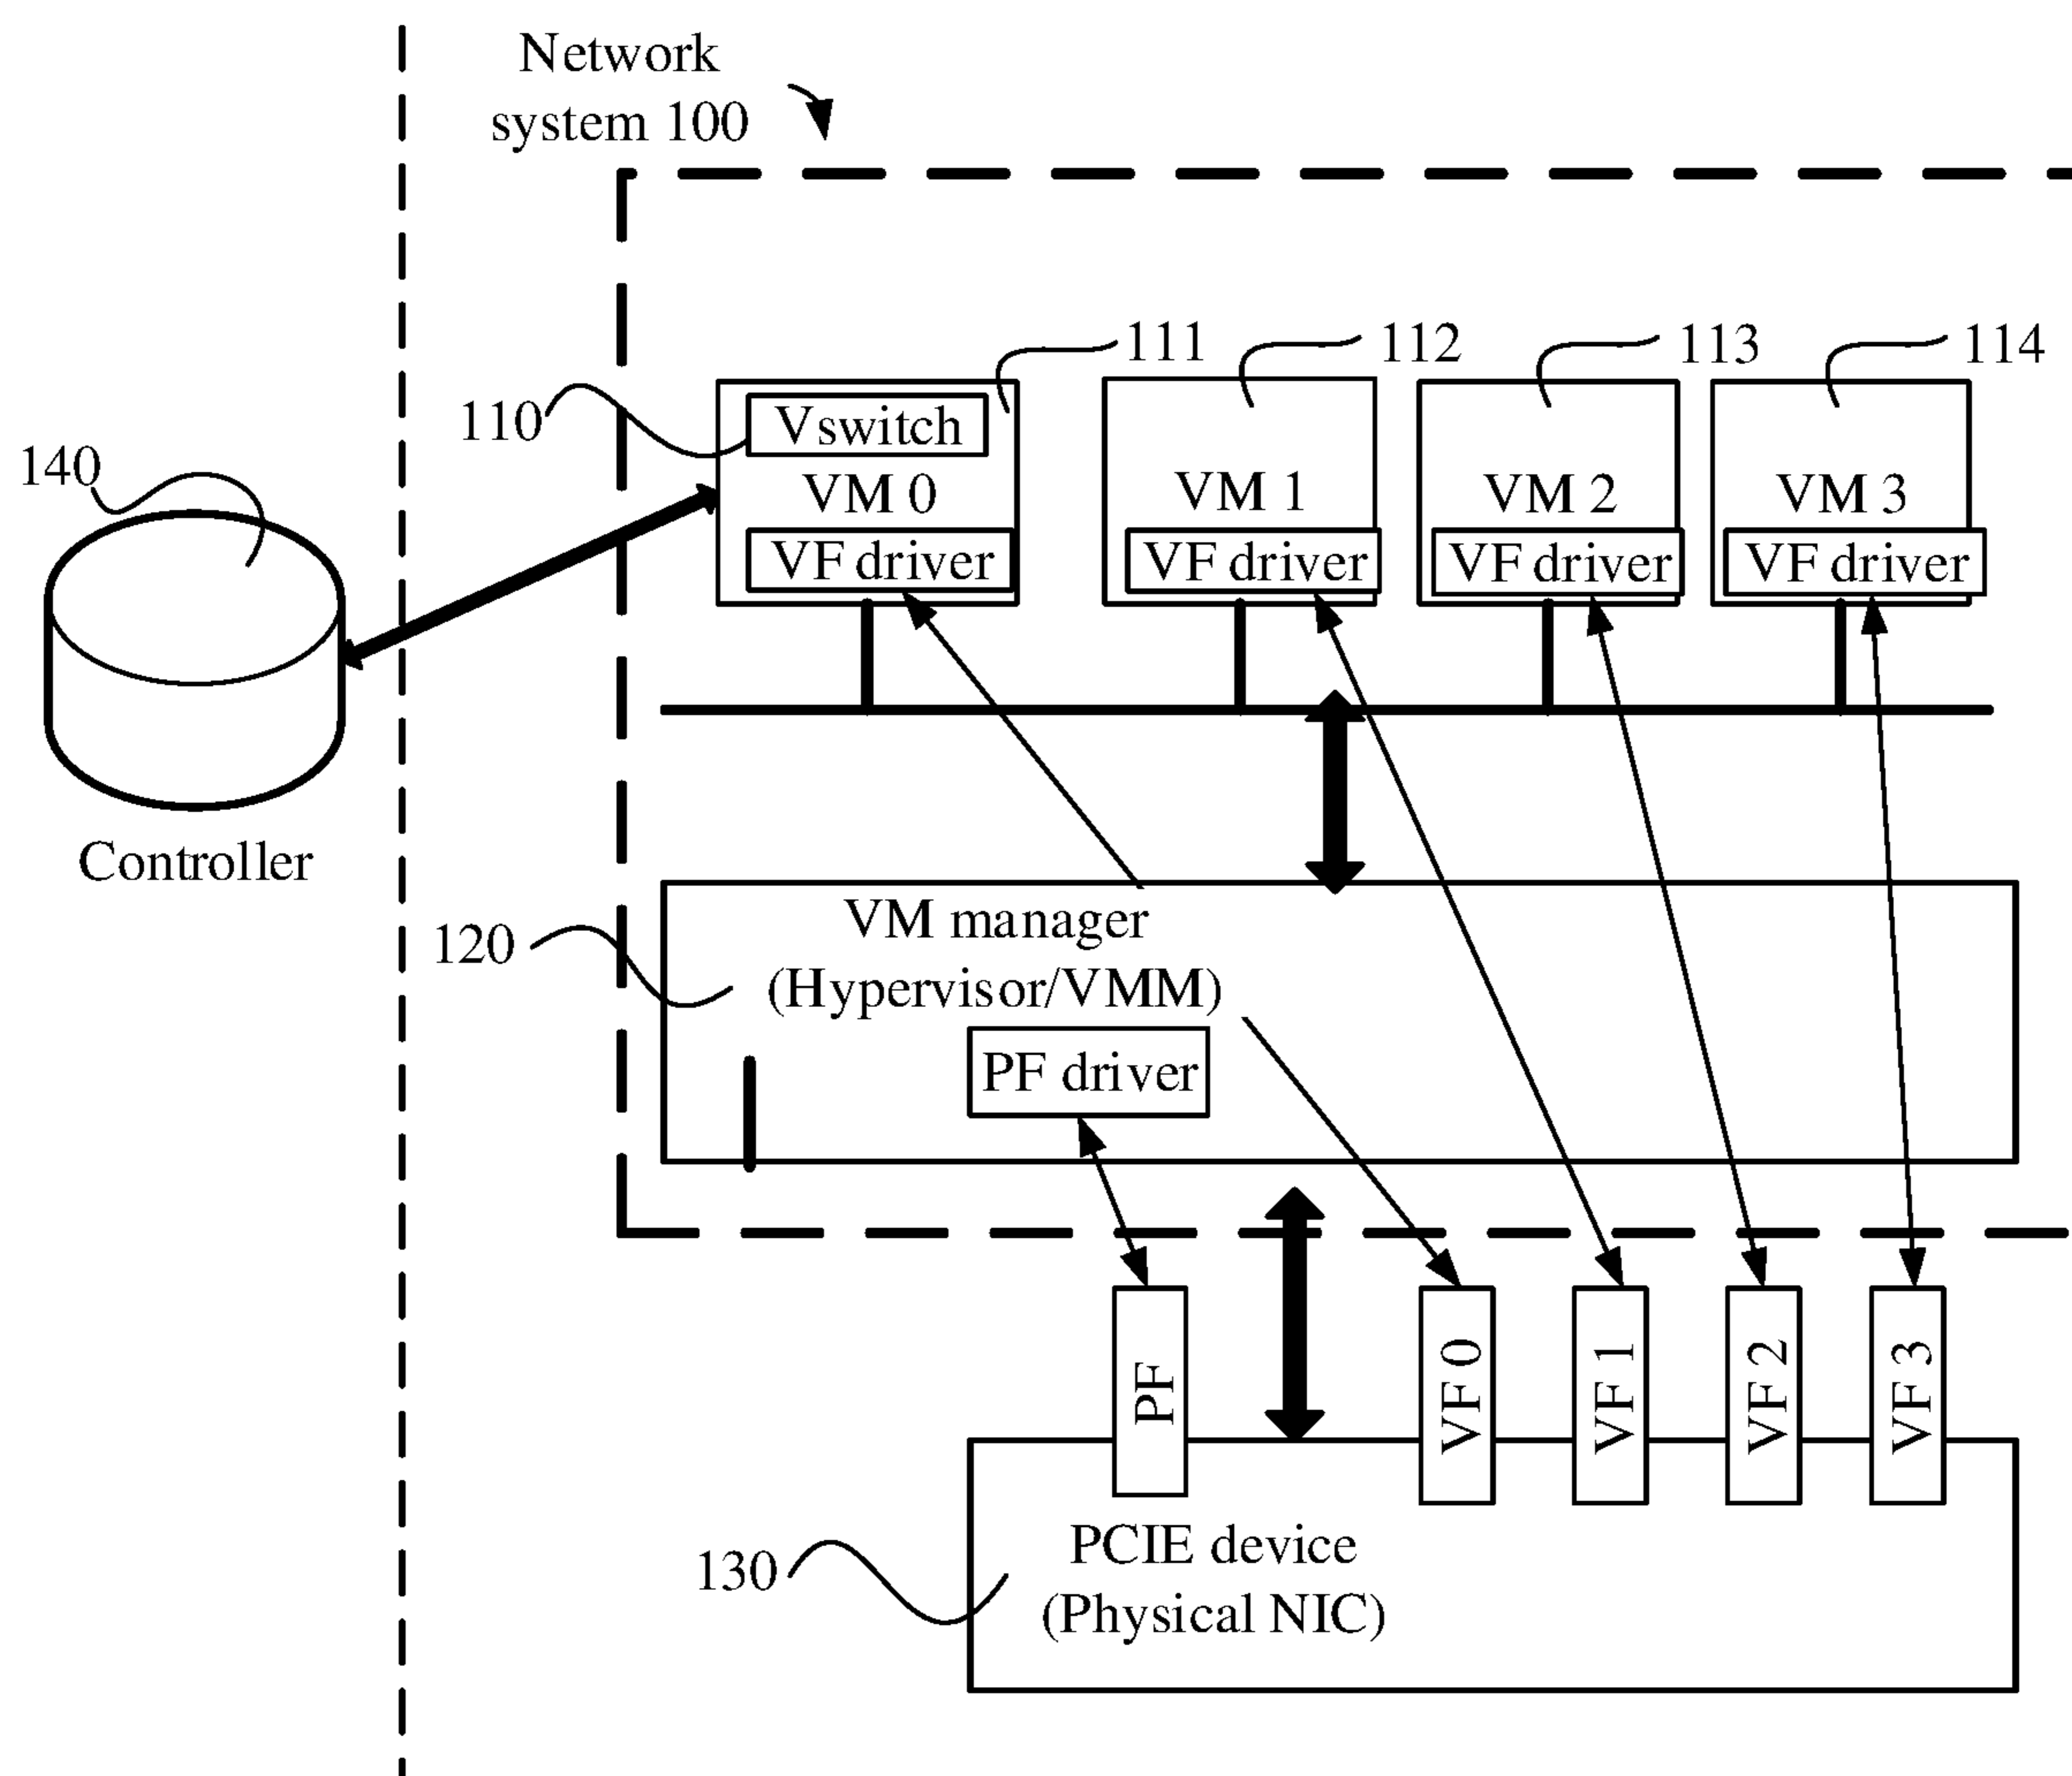 Network
system 100
111
112
113
114
110
Vswitch
140
VM 0
VM 1
VM 2
VM 3
VF driver
VF driver
VF driver
VF driver
Controller
VM manager
120
(Hypervisor/VMM)
PF driver
PF
VF 0
VF 1
VF 2
VF 3
PCIE device
130
(Physical NIC)